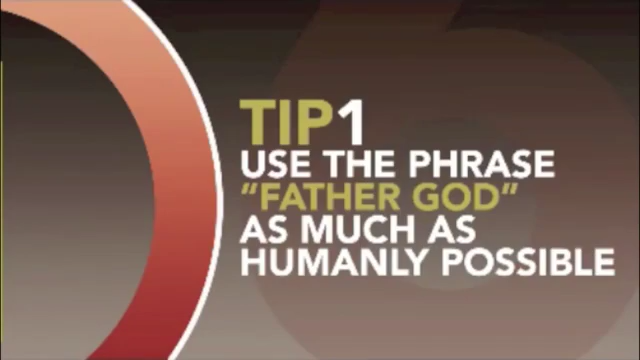 TIP1
USE THE PHRASE
“FATHER GOD”
AS MUCH AS
HUMANLY POSSIBLE